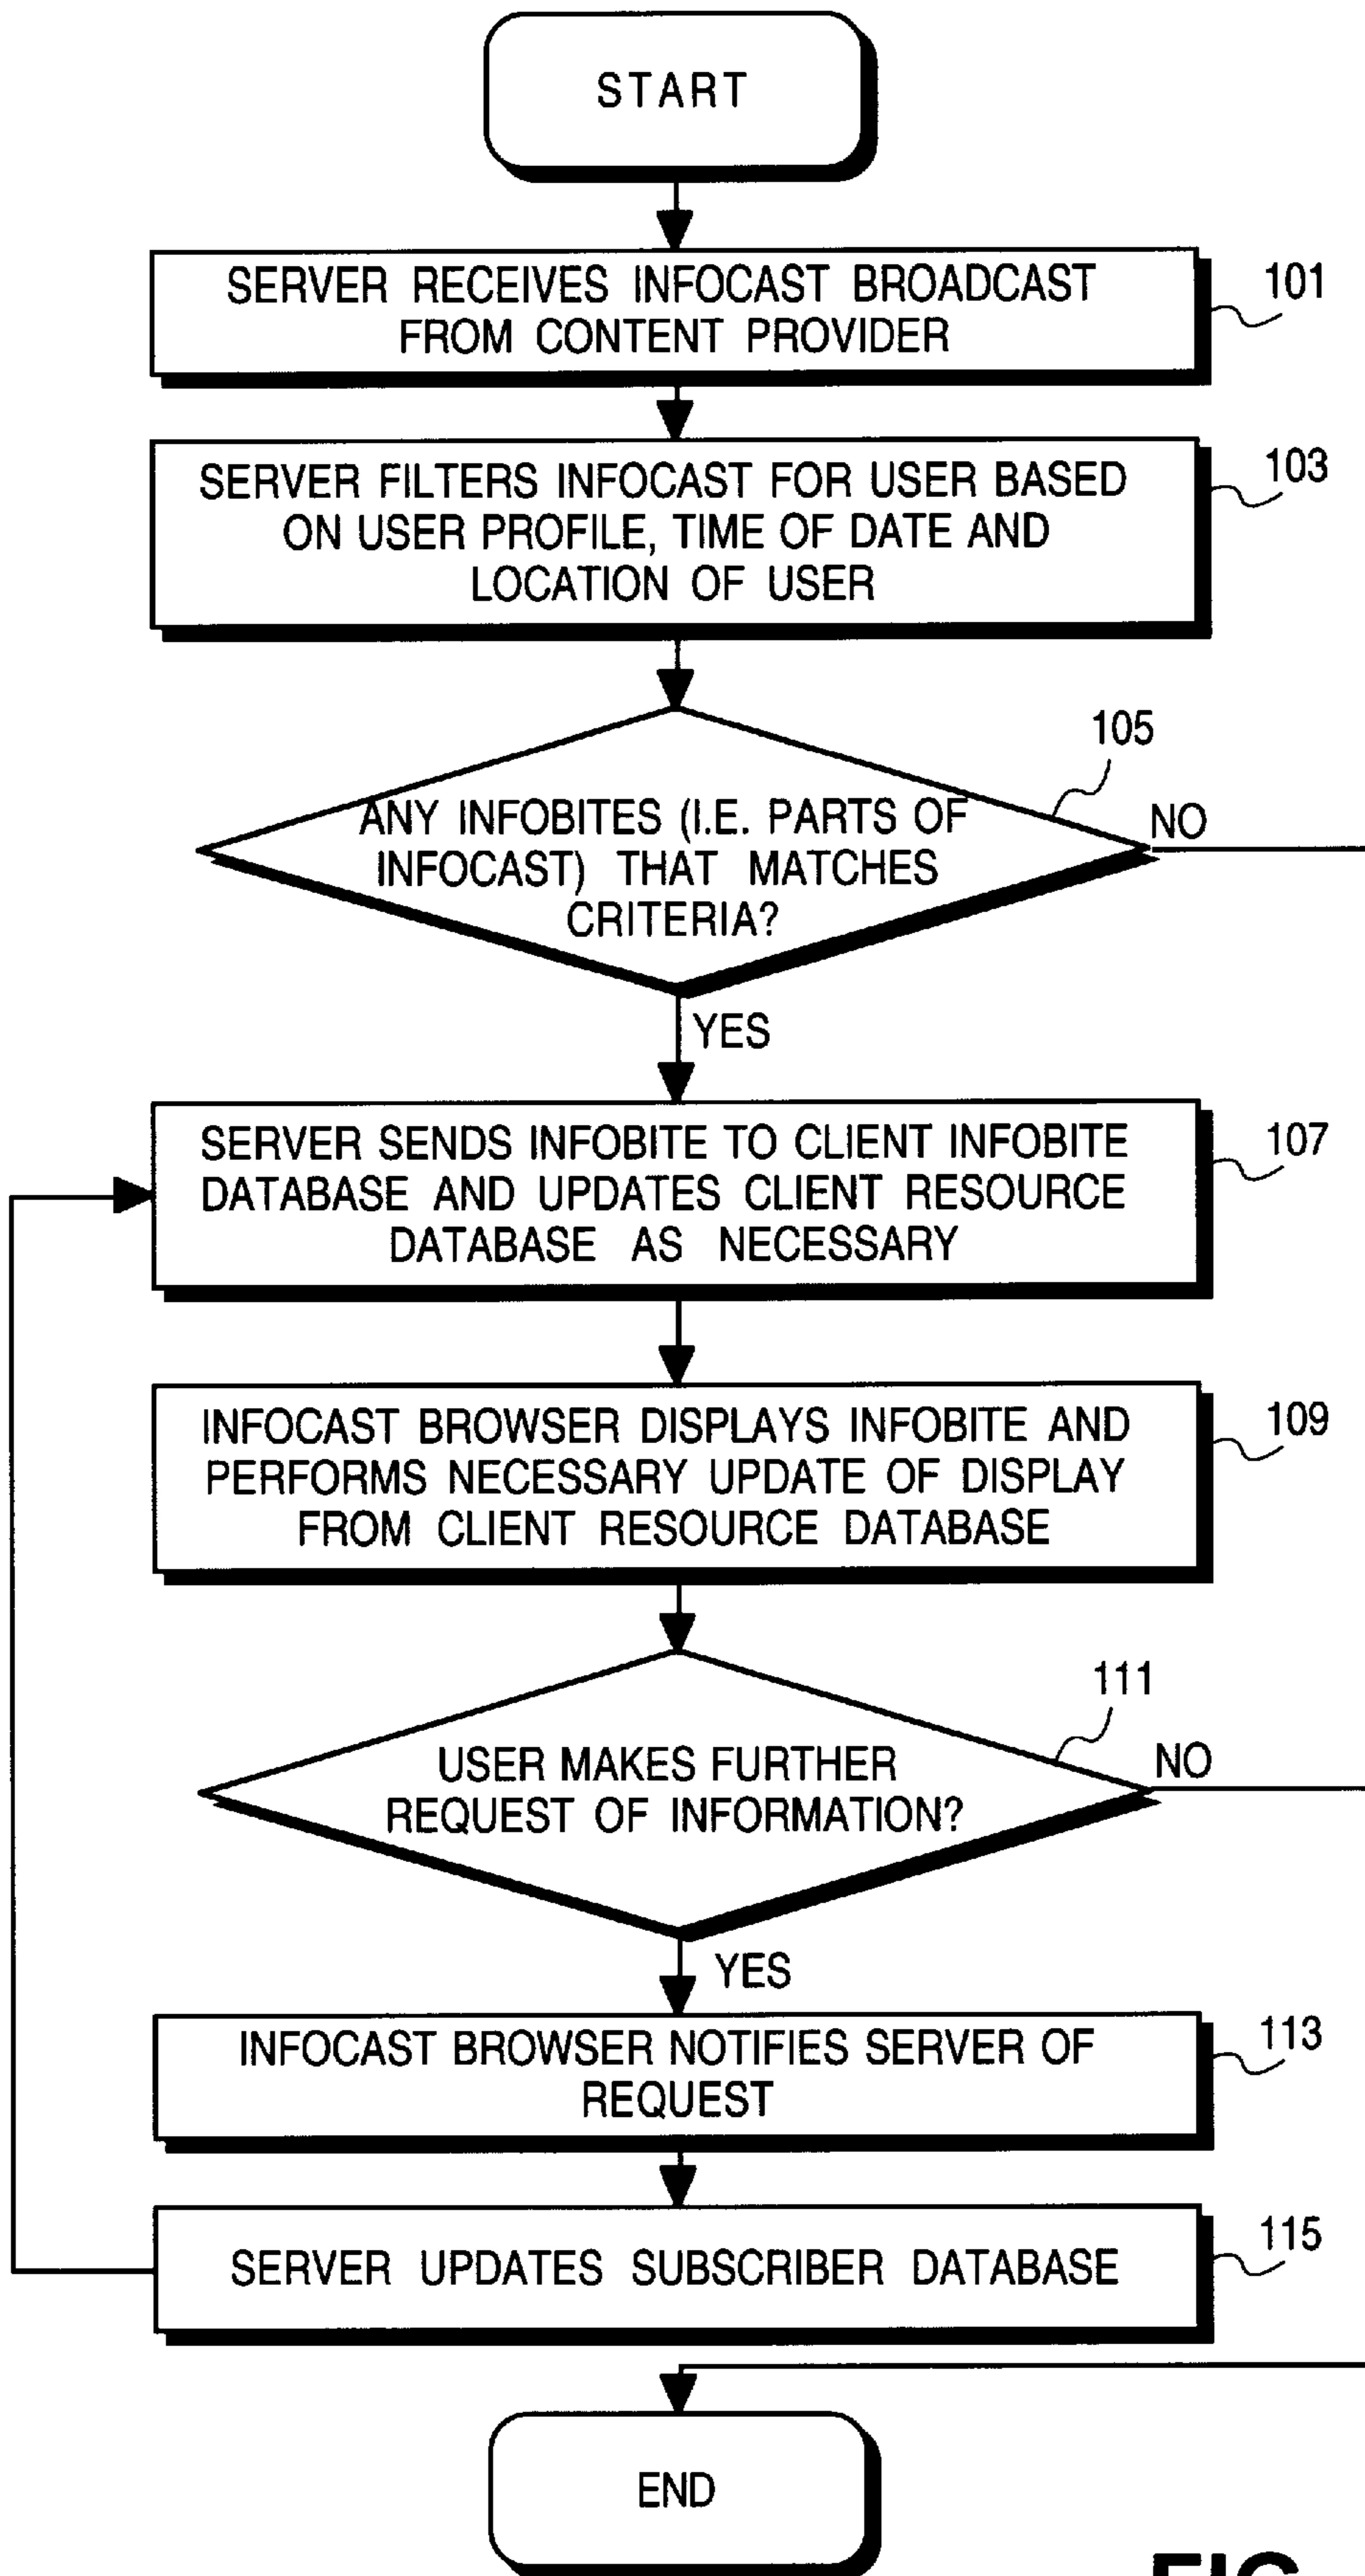 START
SERVER RECEIVES INFOCAST BROADCAST
FROM CONTENT PROVIDER
101
SERVER FILTERS INFOCAST FOR USER BASED
ON USER PROFILE, TIME OF DATE AND
LOCATION OF USER
103
105
ANY INFOBITES (I.E. PARTS OF
INFOCAST) THAT MATCHES
CRITERIA?
NO
YES
SERVER SENDS INFOBITE TO CLIENT INFOBITE
DATABASE AND UPDATES CLIENT RESOURCE
DATABASE AS NECESSARY
107
INFOCAST BROWSER DISPLAYS INFOBITE AND
PERFORMS NECESSARY UPDATE OF DISPLAY
FROM CLIENT RESOURCE DATABASE
109
111
USER MAKES FURTHER
REQUEST OF INFORMATION?
NO
YES
INFOCAST BROWSER NOTIFIES SERVER OF
REQUEST
113
SERVER UPDATES SUBSCRIBER DATABASE
115
END
FIG